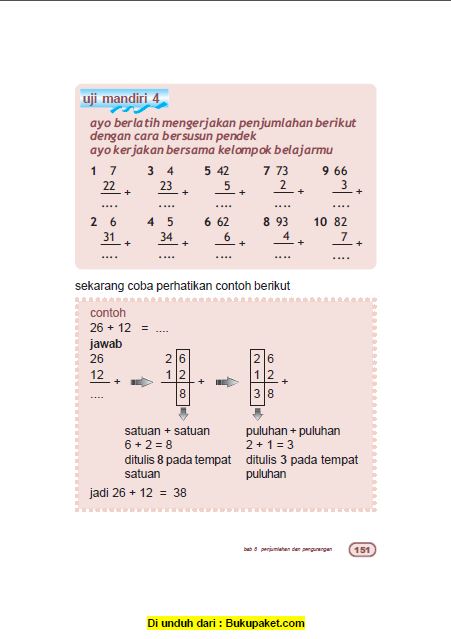 uji mandiri 4
ayo berlatih mengerjakan penjumlahan berikut
dengan cara bersusun pendek
ayo kerjakan bersama kelompok belajarmu
1 7 3 4 5 42 7 73 9 66
22 + 23 + 5 + 2 + 3 +
.... .... .... .... ....
2 6 4 5 6 62 8 93 10 82
31 + 34 + 6 + 4 + 7 +
.... .... .... .... ....
sekarang coba perhatikan contoh berikut
contoh
26 + 12 = ....
jawab
26 2 6 2 6
12 + 1 2 + 1 2 +
.... 8 3 8
satuan + satuan puluhan + puluhan
6 + 2 = 8 2 + 1 = 3
ditulis 8 pada tempat ditulis 3 pada tempat
satuan puluhan
jadi 26 + 12 = 38
bab 8 penjumlahan dan pengurangan 151
Di unduh dari : Bukupaket.com